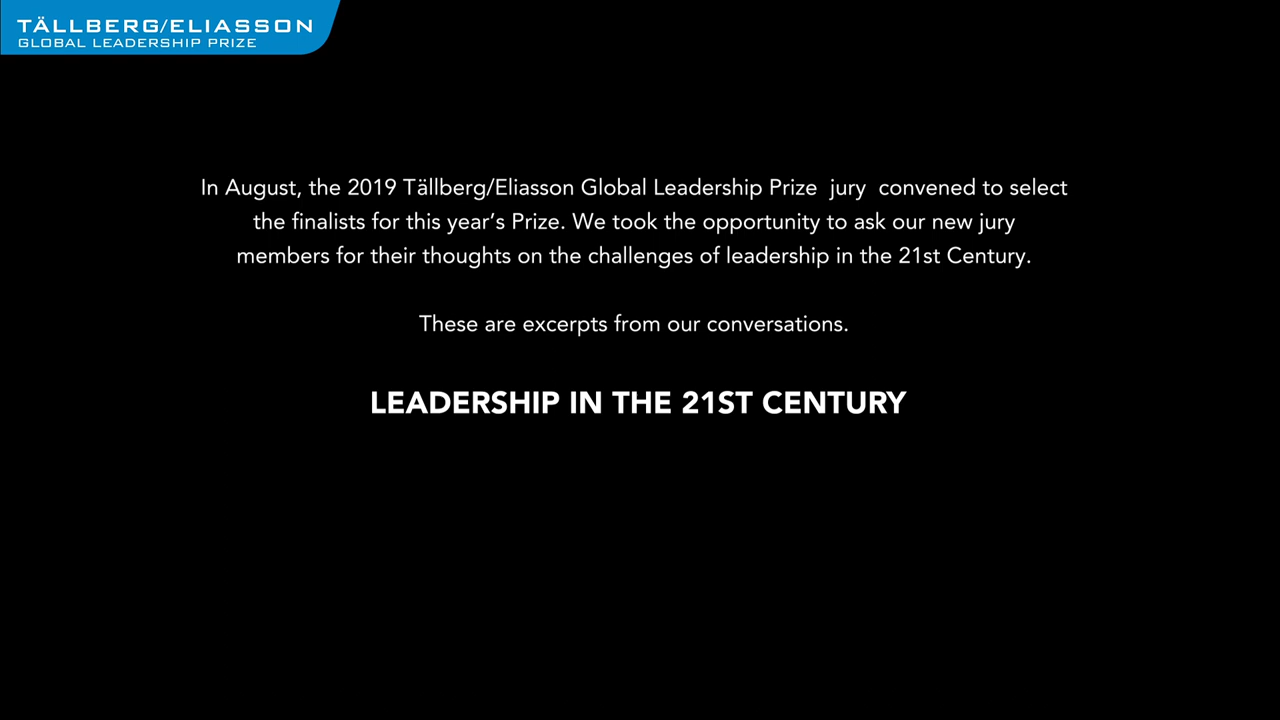 TÄLLBERG/ELIASSON
GLOBAL LEADERSHIP PRIZE
In August, the 2019 Tällberg/Eliasson Global Leadership Prize  jury  convened to select
the finalists for this year’s Prize. We took the opportunity to ask our new jury
members for their thoughts on the challenges of leadership in the 21st Century.
These are excerpts from our conversations.
LEADERSHIP IN THE 21ST CENTURY